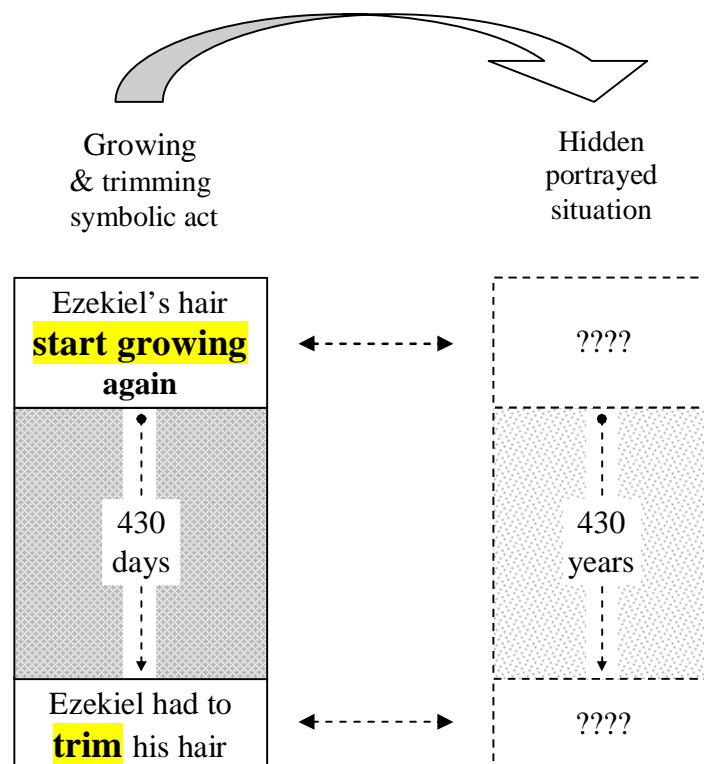 Growing
& trimming
symbolic act
Hidden
portrayed
situation
Ezekiel’s hair
start growing
again
????
430
days
430
years
Ezekiel had to
trim his hair
????